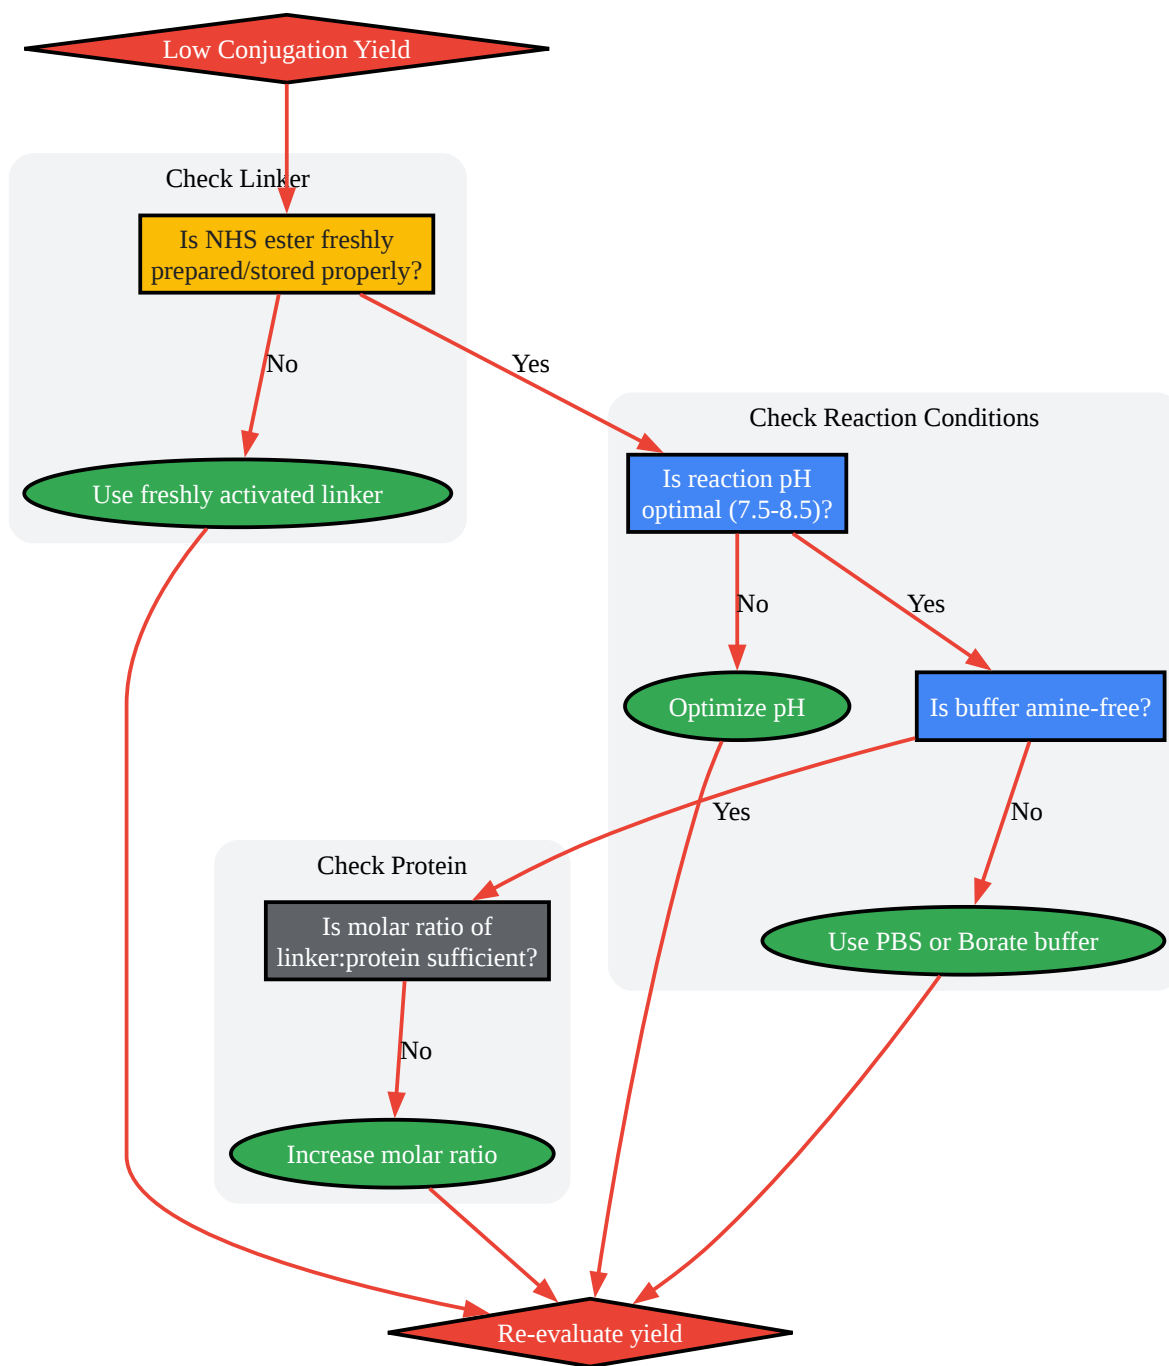 Low Conjugation Yield
Check Linker
Is NHS ester freshly
prepared/stored properly?
No
Yes
Check Reaction Conditions
Is reaction pH
optimal (7.5-8.5)?
Use freshly activated linker
No
Yes
Optimize pH
Is buffer amine-free?
Yes
No
Check Protein
Is molar ratio of
linker:protein sufficient?
Use PBS or Borate buffer
No
Increase molar ratio
Re-evaluate yield